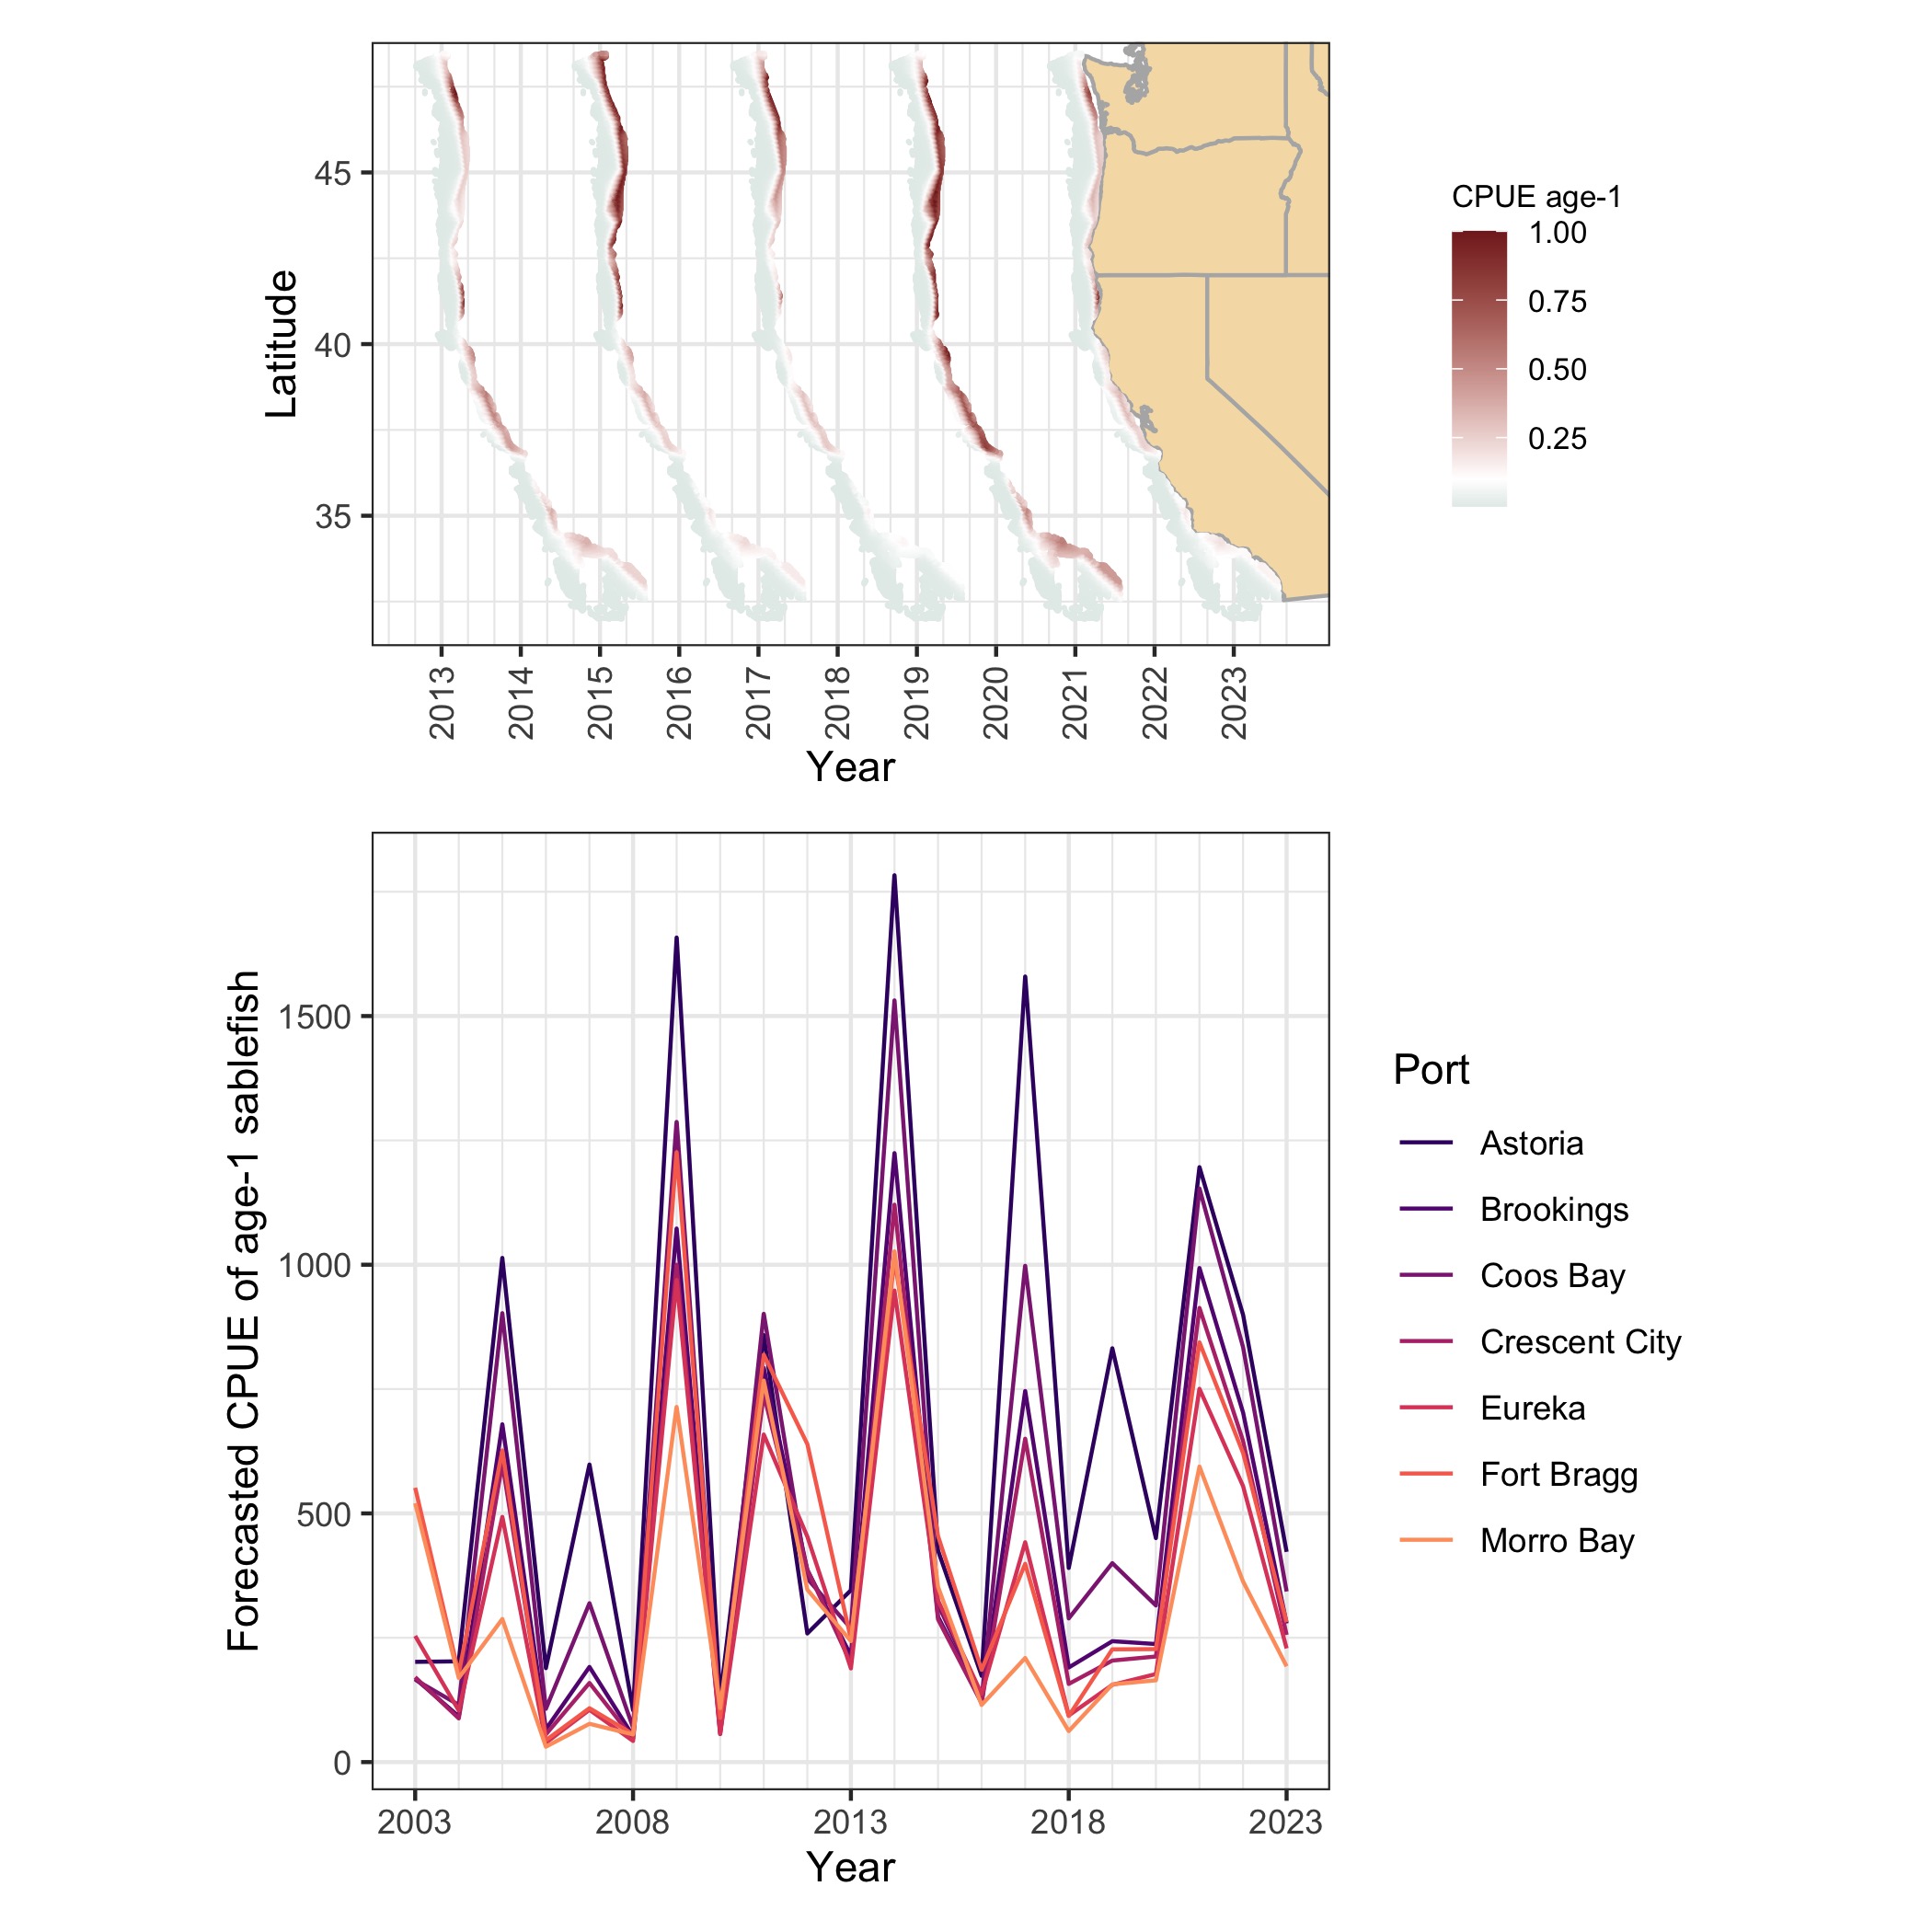 Latitude
45
40
35
2013
2014
2015
2016
2017
2018
2019
2020
2021
2022
2023
Year
CPUE age-1
1.00
0.75
0.50
0.25
Forecasted CPUE of age-1 sablefish
1500
1000
500
0
2003
2008
2013
2018
2023
Year
Port
Astoria
Brookings
Coos Bay
Crescent City
Eureka
Fort Bragg
Morro Bay